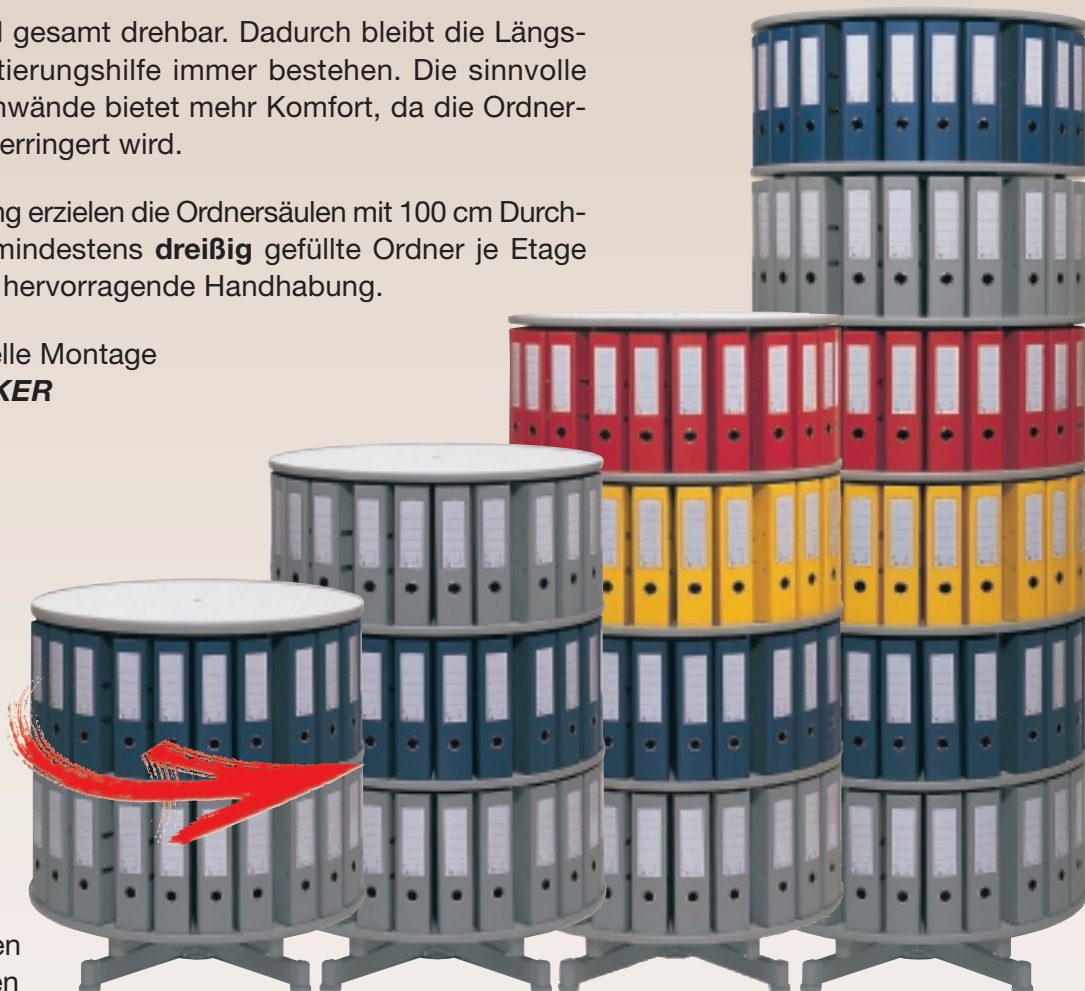 gesamt drehbar. Dadurch bleibt die Längs-
tierungshilfe immer bestehen. Die sinnvolle
nwände bietet mehr Komfort, da die Ordner-
erringert wird.
ng erzielen die Ordnersäulen mit 100 cm Durch-
mindestens dreißig gefüllte Ordner je Etage
hervorragende Handhabung.
elle Montage
KER
en
en